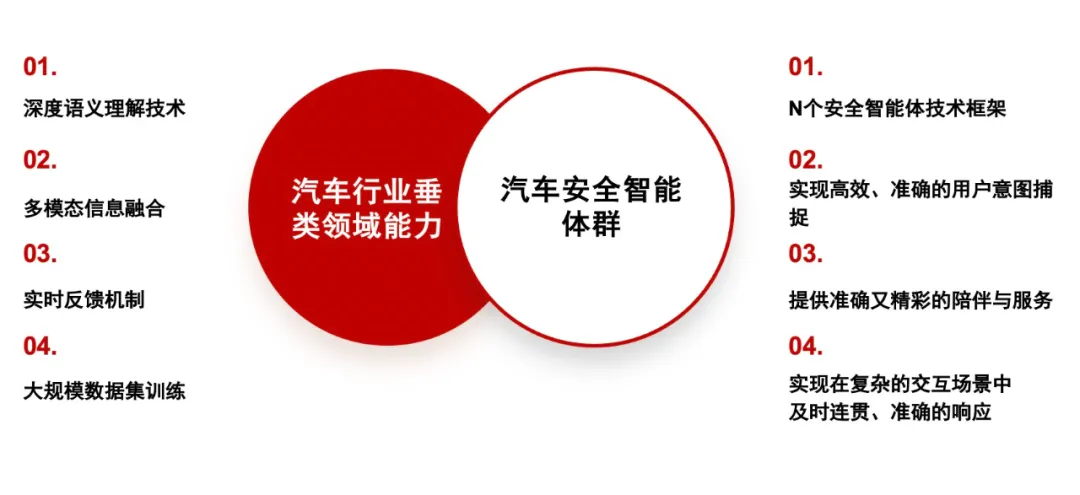 01.
深度语义理解技术
02.
多模态信息融合
03.
实时反馈机制
04.
大规模数据集训练
汽车行业垂
类领域能力
汽车安全智能
体群
01.
N个安全智能体技术框架
02.
实现高效、准确的用户意图捕
捉
03.
提供准确又精彩的陪伴与服务
04.
实现在复杂的交互场景中
及时连贯、准确的响应